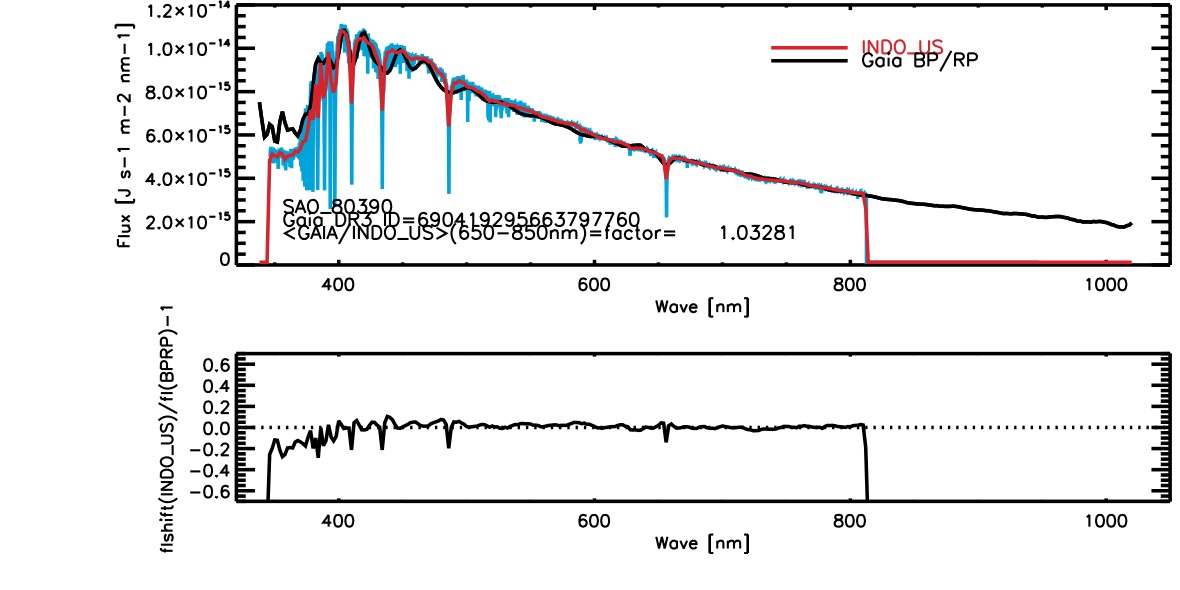 1.2×10−14
1.0×10−14
8.0×10−15
6.0×10−15
4.0×10−15
2.0×10−15
0
Flux [J s−1 m−2 nm−1]
INDO_US
Gaia BP/RP
SAO_80390
Gaia DR3 ID=690419295663797760
<GAIA/INDO_US>(650−850nm)=factor= 1.03281
400 600 800 1000
Wave [nm]
flshift(INDO_US)/fl(BPRP)−1
0.6
0.4
0.2
0.0
−0.2
−0.4
−0.6
400 600 800 1000
Wave [nm]